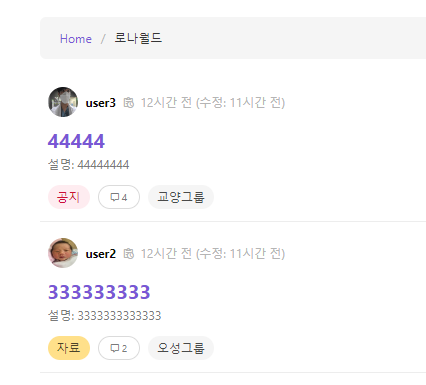 Home / 로나월드
user3 12시간 전 (수정: 11시간 전)
44444
설명: 44444444
공지 4 교양그룹
user2 12시간 전 (수정: 11시간 전)
333333333
설명: 3333333333333
자료 2 오성그룹